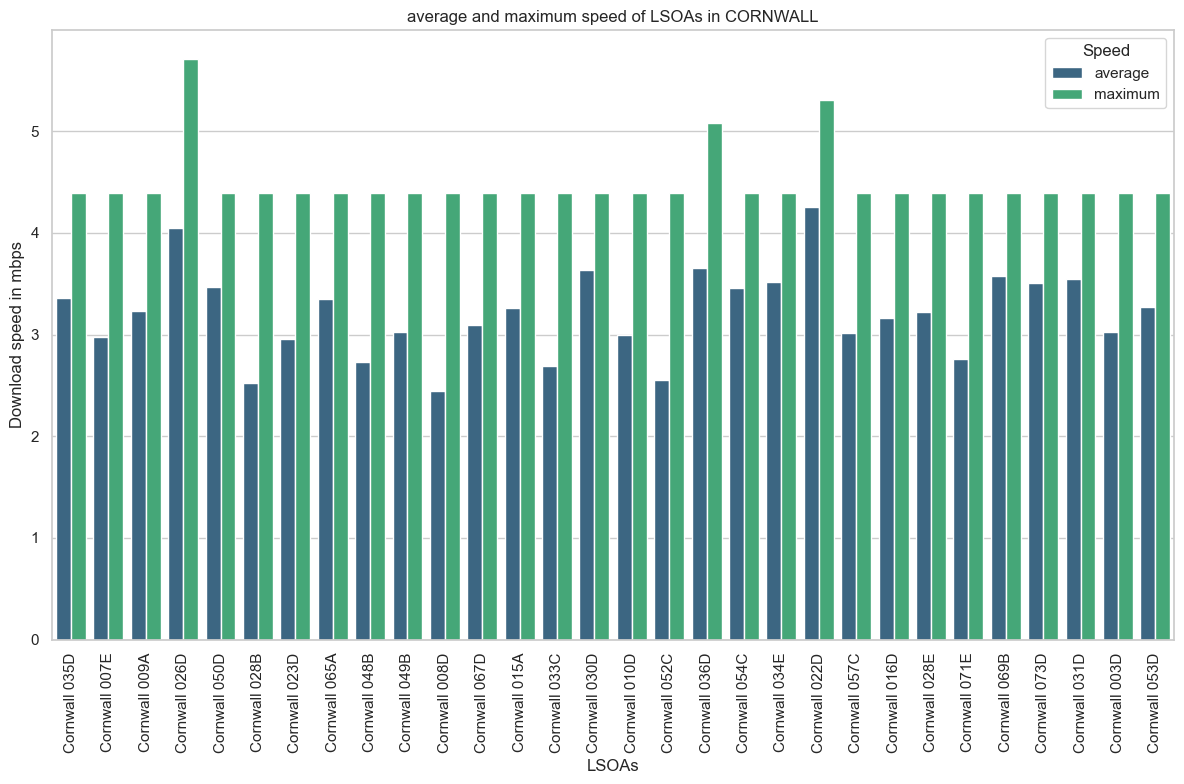 average and maximum speed of LSOAs in CORNWALL
Speed
average
maximum
Download speed in mbps
5
4
3
2
1
0
Cornwall 035D
Cornwall 007E
Cornwall 009A
Cornwall 026D
Cornwall 050D
Cornwall 028B
Cornwall 023D
Cornwall 065A
Cornwall 048B
Cornwall 049B
Cornwall 008D
Cornwall 067D
Cornwall 015A
Cornwall 033C
Cornwall 030D
Cornwall 010D
Cornwall 052C
Cornwall 036D
Cornwall 054C
Cornwall 034E
Cornwall 022D
Cornwall 057C
Cornwall 016D
Cornwall 028E
Cornwall 071E
Cornwall 069B
Cornwall 073D
Cornwall 031D
Cornwall 003D
Cornwall 053D
LSOAs